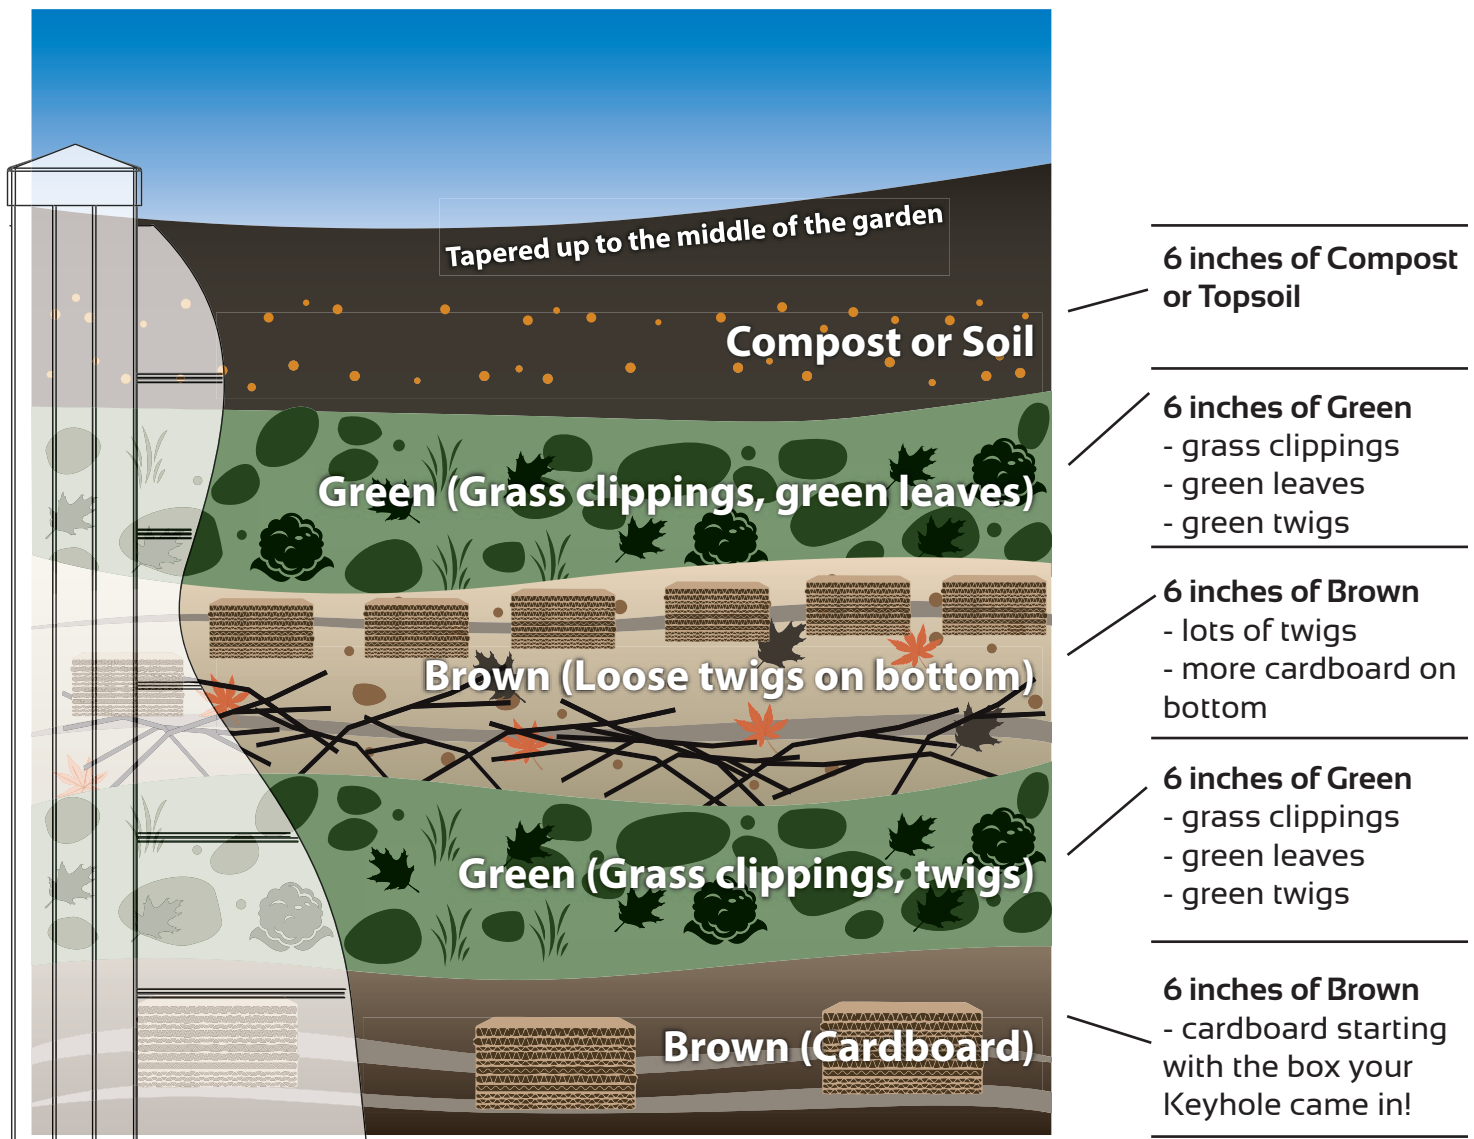 Tapered up to the middle of the garden
Compost or Soil
Green (Grass clippings, green leaves)
Brown (Loose twigs on bottom)
Green (Grass clippings, twigs)
Brown (Cardboard)
6 inches of Compost
or Topsoil
6 inches of Green
- grass clippings
- green leaves
- green twigs
6 inches of Brown
- lots of twigs
- more cardboard on
bottom
6 inches of Green
- grass clippings
- green leaves
- green twigs
6 inches of Brown
- cardboard starting
with the box your
Keyhole came in!